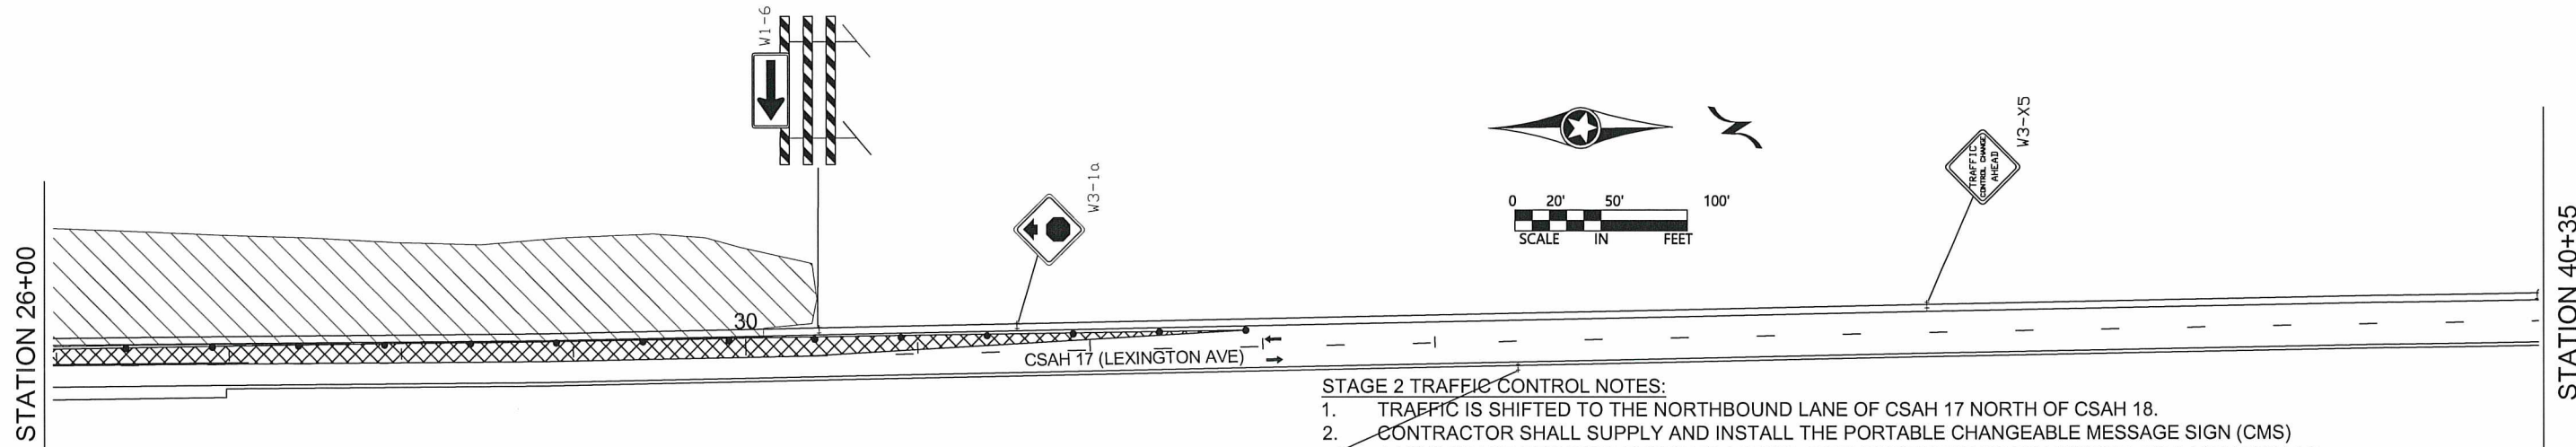 W1-6
W3-1a
W3-X5
TRAFFIC
CONTROL CHANGE
AHEAD
0 20' 50' 100'
SCALE IN FEET
STATION 26+00
STATION 40+35
30
CSAH 17 (LEXINGTON AVE)
STAGE 2 TRAFFIC CONTROL NOTES:
1. TRAFFIC IS SHIFTED TO THE NORTHBOUND LANE OF CSAH 17 NORTH OF CSAH 18.
2. CONTRACTOR SHALL SUPPLY AND INSTALL THE PORTABLE CHANGEABLE MESSAGE SIGN (CMS)